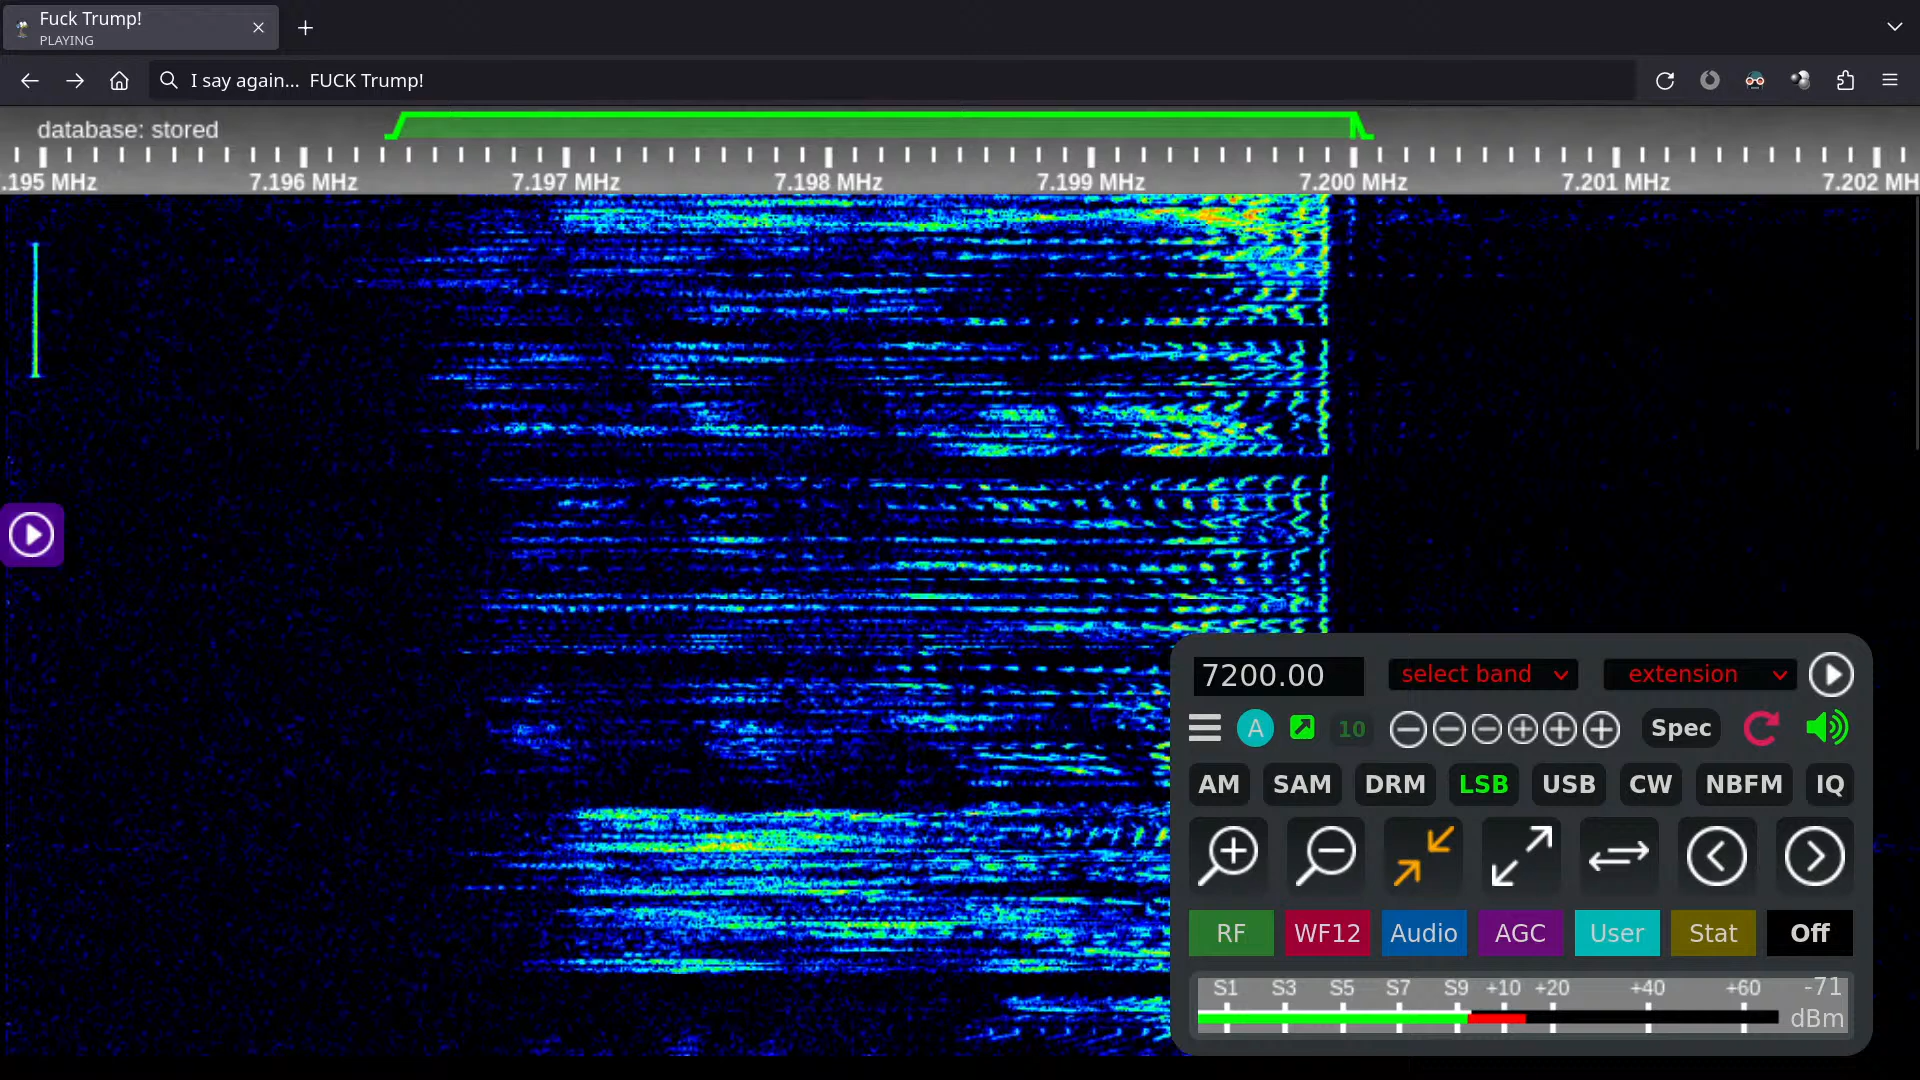 Fuck Trump!
PLAYING
I say again...  FUCK Trump!
database: stored
.195 MHz 7.196 MHz 7.197 MHz 7.198 MHz 7.199 MHz 7.200 MHz 7.201 MHz 7.202 MH
7200.00 select band extension
A 10 Spec
AM SAM DRM LSB USB CW NBFM IQ
RF WF12 Audio AGC User Stat Off
S1 S3 S5 S7 S9 +10 +20 +40 +60 -71
dBm